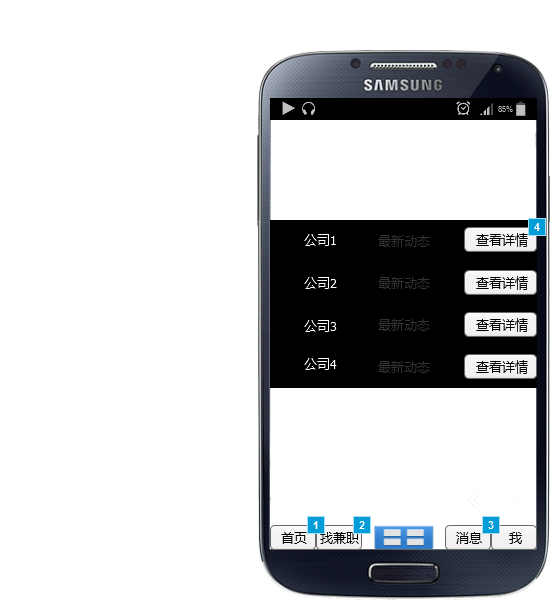 SAMSUNG
85%
4
公司1 最新动态 查看详情
公司2 最新动态 查看详情
公司3 最新动态 查看详情
公司4 最新动态 查看详情
1 2 3
首页 找兼职 消息 我